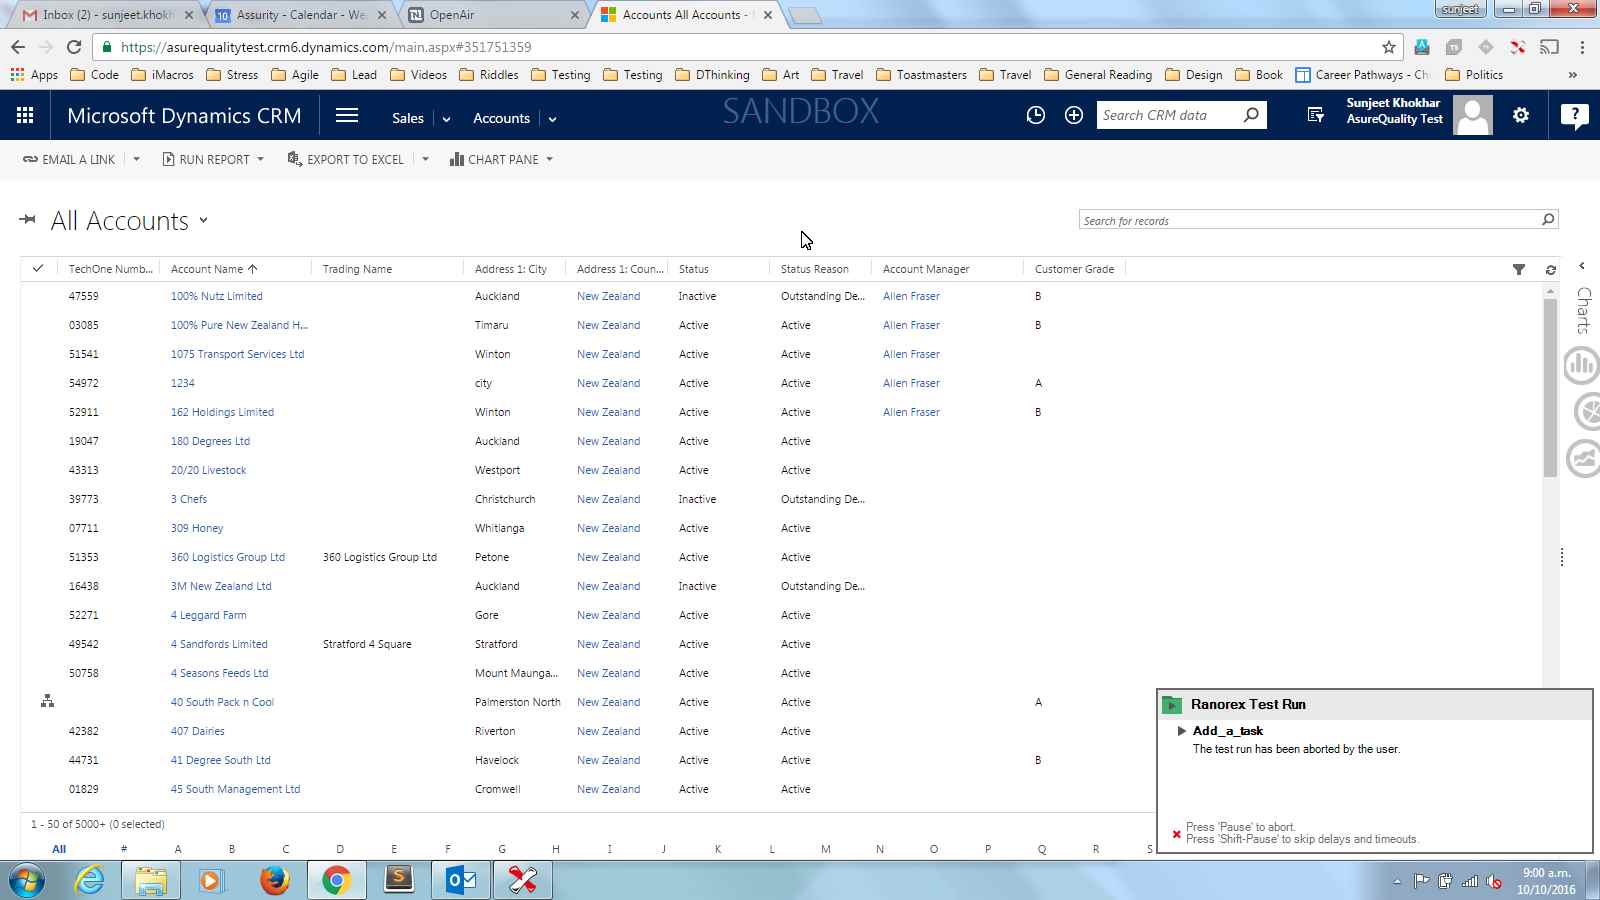 Inbox (2) - sunjeet.khokh
Assurity - Calendar - We
OpenAir
Accounts All Accounts -
sunjeet
https://asurequalitytest.crm6.dynamics.com/main.aspx#351751359
Apps Code iMacros Stress Agile Lead Videos Riddles Testing Testing DThinking Art Travel Toastmasters Travel General Reading Design Book Career Pathways - Ch Politics »
Microsoft Dynamics CRM Sales Accounts SANDBOX Search CRM data
Sunjeet Khokhar
AsureQuality Test
EMAIL A LINK RUN REPORT EXPORT TO EXCEL CHART PANE
All Accounts
Search for records
TechOne Numb... Account Name Trading Name Address 1: City Address 1: Coun... Status Status Reason Account Manager Customer Grade
Charts
47559 100% Nutz Limited Auckland New Zealand Inactive Outstanding De... Allen Fraser B
03085 100% Pure New Zealand H... Timaru New Zealand Active Active Allen Fraser B
51541 1075 Transport Services Ltd Winton New Zealand Active Active Allen Fraser
54972 1234 city New Zealand Active Active Allen Fraser A
52911 162 Holdings Limited Winton New Zealand Active Active Allen Fraser B
19047 180 Degrees Ltd Auckland New Zealand Active Active
43313 20/20 Livestock Westport New Zealand Active Active
39773 3 Chefs Christchurch New Zealand Inactive Outstanding De...
07711 309 Honey Whitianga New Zealand Active Active
51353 360 Logistics Group Ltd 360 Logistics Group Ltd Petone New Zealand Active Active
16438 3M New Zealand Ltd Auckland New Zealand Inactive Outstanding De...
52271 4 Leggard Farm Gore New Zealand Active Active
49542 4 Sandfords Limited Stratford 4 Square Stratford New Zealand Active Active
50758 4 Seasons Feeds Ltd Mount Maunga... New Zealand Active Active
40 South Pack n Cool Palmerston North New Zealand Active Active A
42382 407 Dairies Riverton New Zealand Active Active
44731 41 Degree South Ltd Havelock New Zealand Active Active B
01829 45 South Management Ltd Cromwell New Zealand Active Active
1 - 50 of 5000+ (0 selected)
All # A B C D E F G H I J K L M N O P Q R S
Ranorex Test Run
Add_a_task
The test run has been aborted by the user.
Press 'Pause' to abort.
Press 'Shift-Pause' to skip delays and timeouts.
9:00 a.m.
10/10/2016